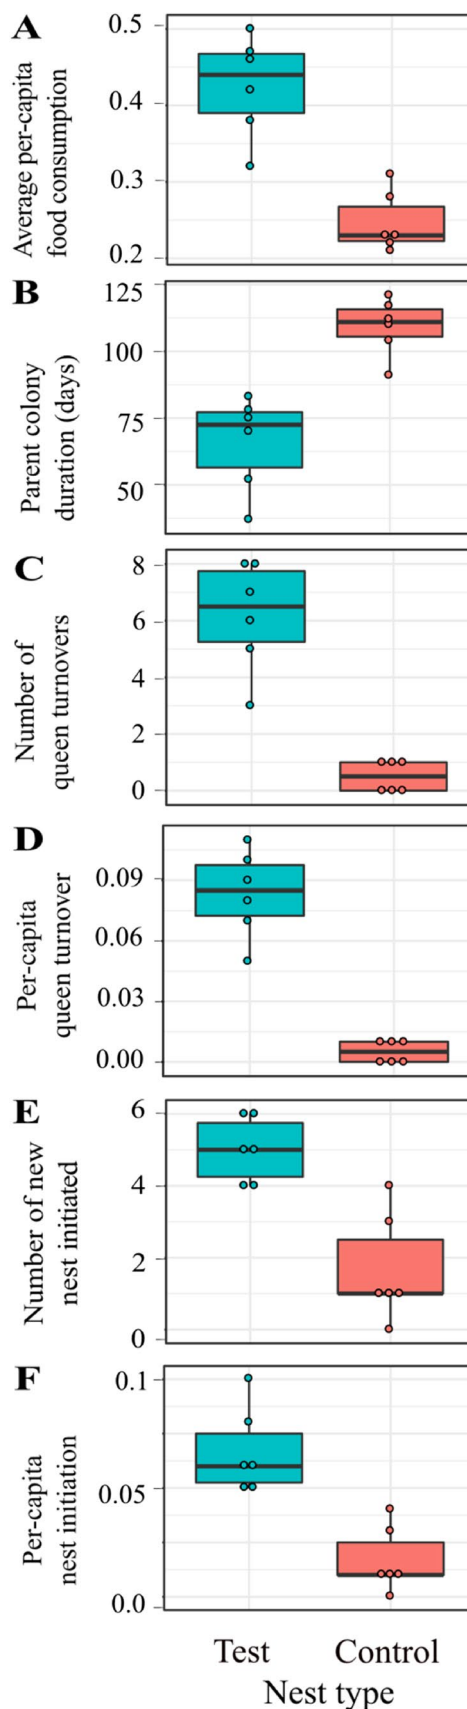 A
Average per-capita
food consumption
0.5
0.4
0.3
0.2
B
Parent colony
duration (days)
125
100
75
50
C
Number of
queen turnovers
8
6
4
2
0
D
Per-capita
queen turnover
0.09
0.06
0.03
0.00
E
Number of new
nest initiated
6
4
2
0
F
Per-capita
nest initiation
0.1
0.05
0.0
Test Control
Nest type